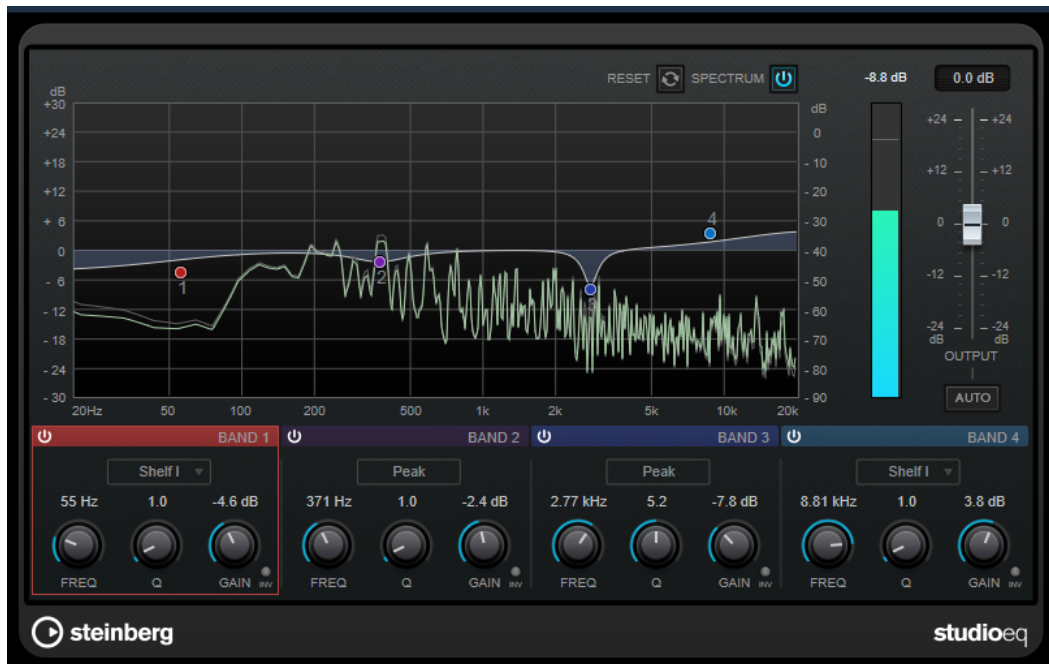 RESET SPECTRUM -8.8 dB 0.0 dB
dB dB
+30
+24 0 +24 +24
+18 - 10
+12 - 20 +12 +12
+ 6 - 30
0 - 40 0 0
- 6 - 50
- 12 - 60 -12 -12
- 18 - 70
- 24 - 80 -24 -24
dB dB
OUTPUT
- 30 - 90 AUTO
1 2 3 4
20Hz 50 100 200 500 1k 2k 5k 10k 20k
BAND 1 BAND 2 BAND 3 BAND 4
Shelf I Peak Peak Shelf I
55 Hz 1.0 -4.6 dB 371 Hz 1.0 -2.4 dB 2.77 kHz 5.2 -7.8 dB 8.81 kHz 1.0 3.8 dB
FREQ Q GAIN INV FREQ Q GAIN INV FREQ Q GAIN INV FREQ Q GAIN INV
steinberg studioeq